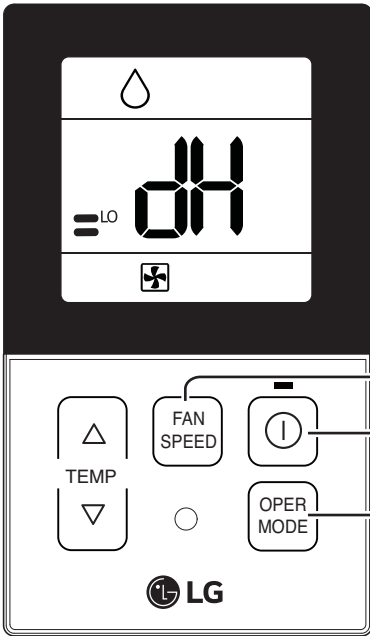 dH
LO
FAN
SPEED
TEMP
OPER
MODE
LG